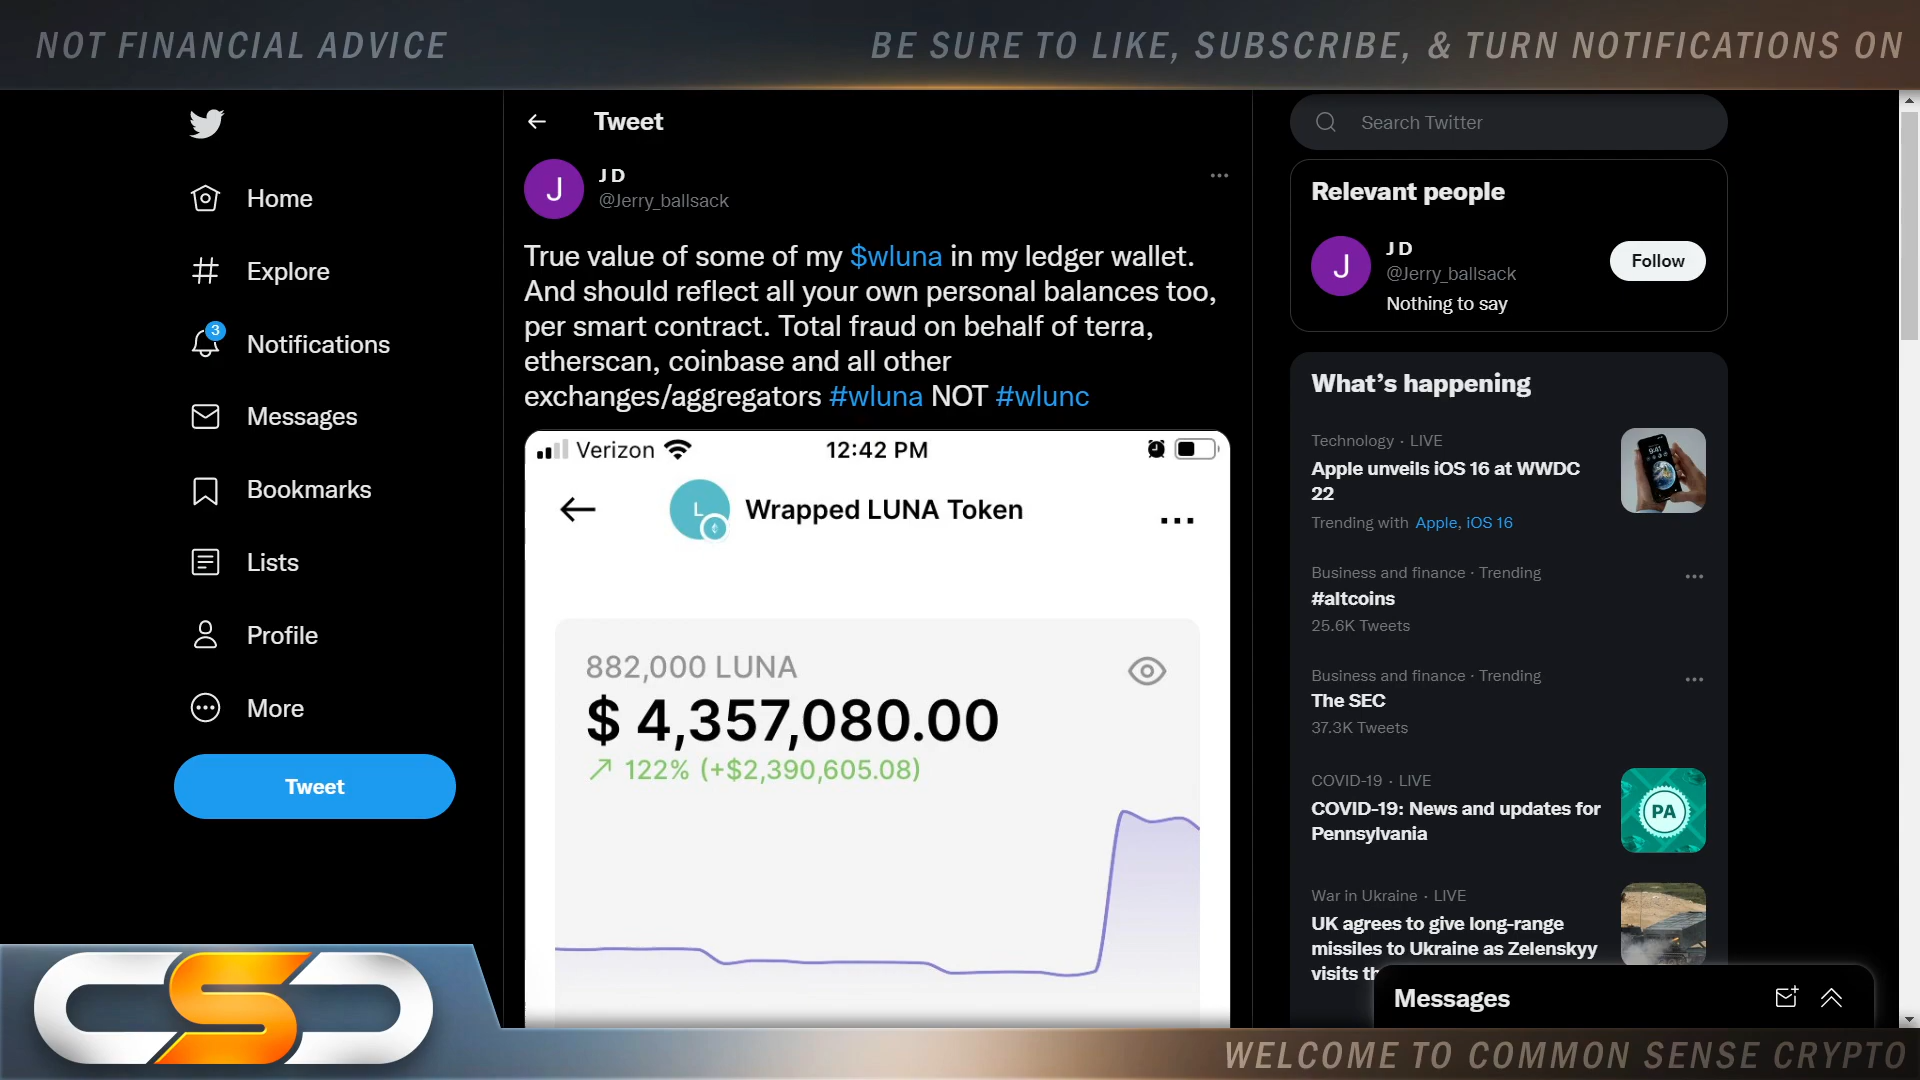 NOT FINANCIAL ADVICE
BE SURE TO LIKE, SUBSCRIBE, & TURN NOTIFICATIONS ON
Home
Explore
3
Notifications
Messages
Bookmarks
Lists
Profile
More
Tweet
Tweet
J
J D
@Jerry_ballsack
True value of some of my $wluna in my ledger wallet.
And should reflect all your own personal balances too,
per smart contract. Total fraud on behalf of terra,
etherscan, coinbase and all other
exchanges/aggregators #wluna NOT #wlunc
Verizon
12:42 PM
L
Wrapped LUNA Token
882,000 LUNA
$ 4,357,080.00
122% (+$2,390,605.08)
Search Twitter
Relevant people
J
J D
@Jerry_ballsack
Nothing to say
Follow
What's happening
Technology · LIVE
Apple unveils iOS 16 at WWDC
22
Trending with Apple, iOS 16
9:41
Business and finance · Trending
#altcoins
25.6K Tweets
Business and finance · Trending
The SEC
37.3K Tweets
COVID-19 · LIVE
COVID-19: News and updates for
Pennsylvania
PA
War in Ukraine · LIVE
UK agrees to give long-range
missiles to Ukraine as Zelenskyy
visits
Messages
CSC
WELCOME TO COMMON SENSE CRYPTO